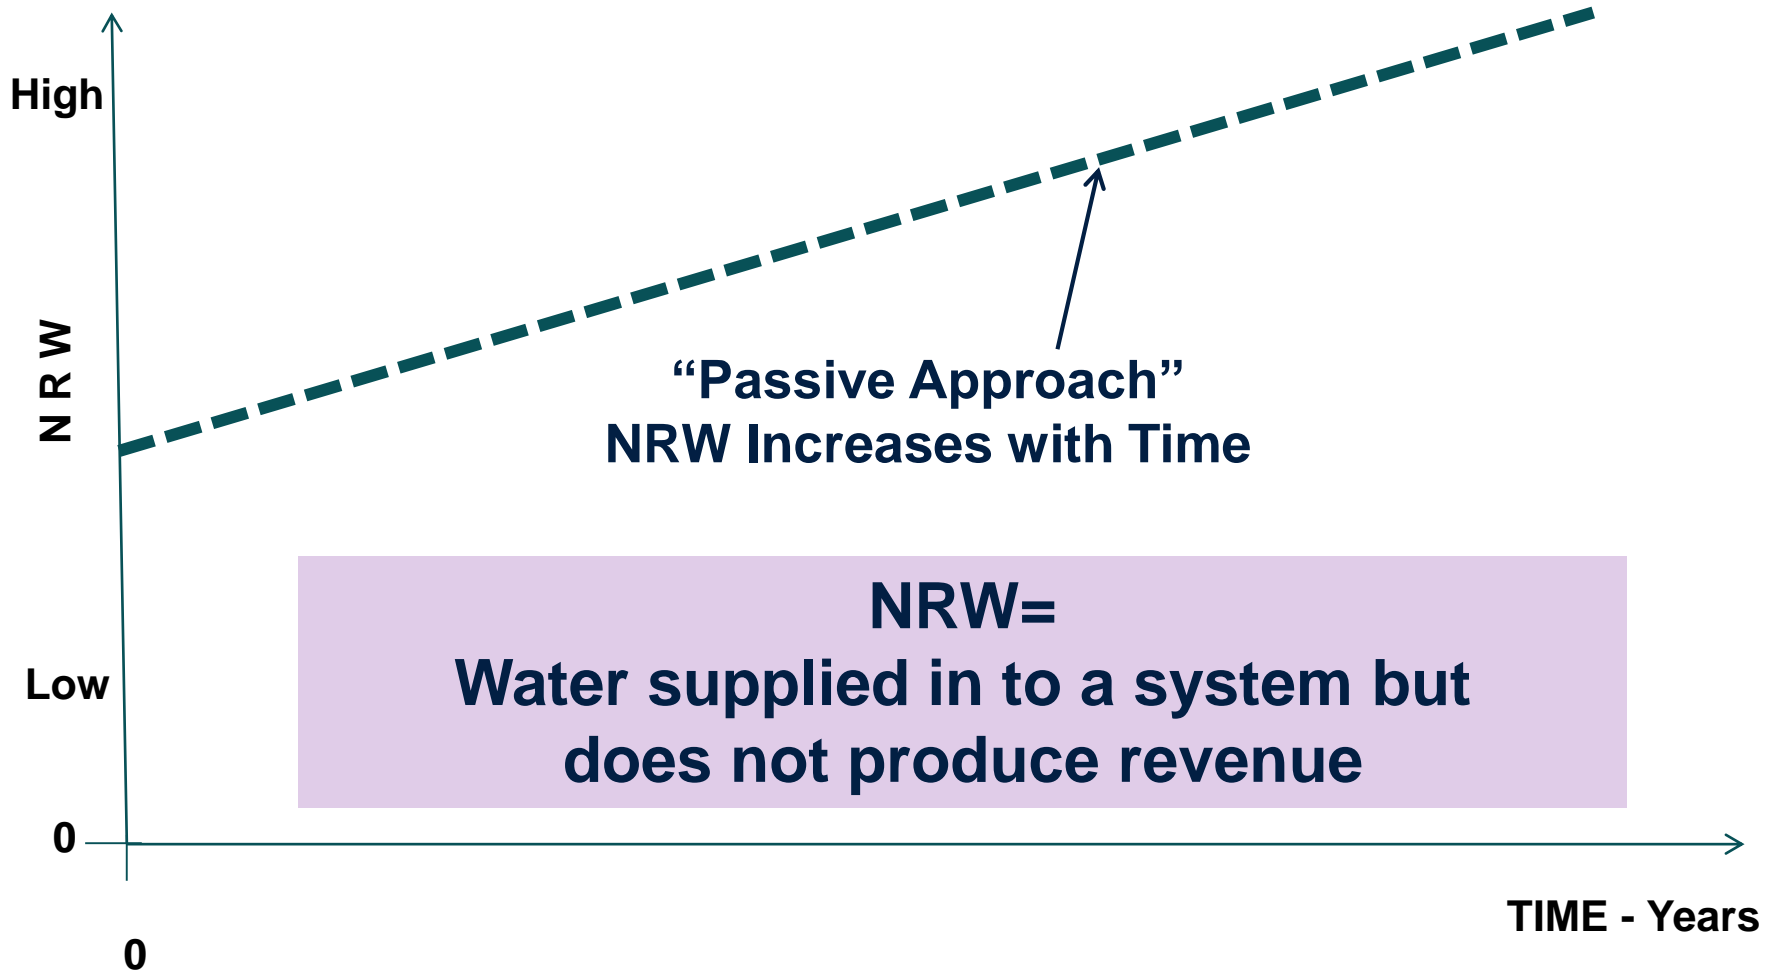 High
N R W
“Passive Approach”
NRW Increases with Time
NRW=
Water supplied in to a system but
does not produce revenue
Low
0
TIME - Years
0